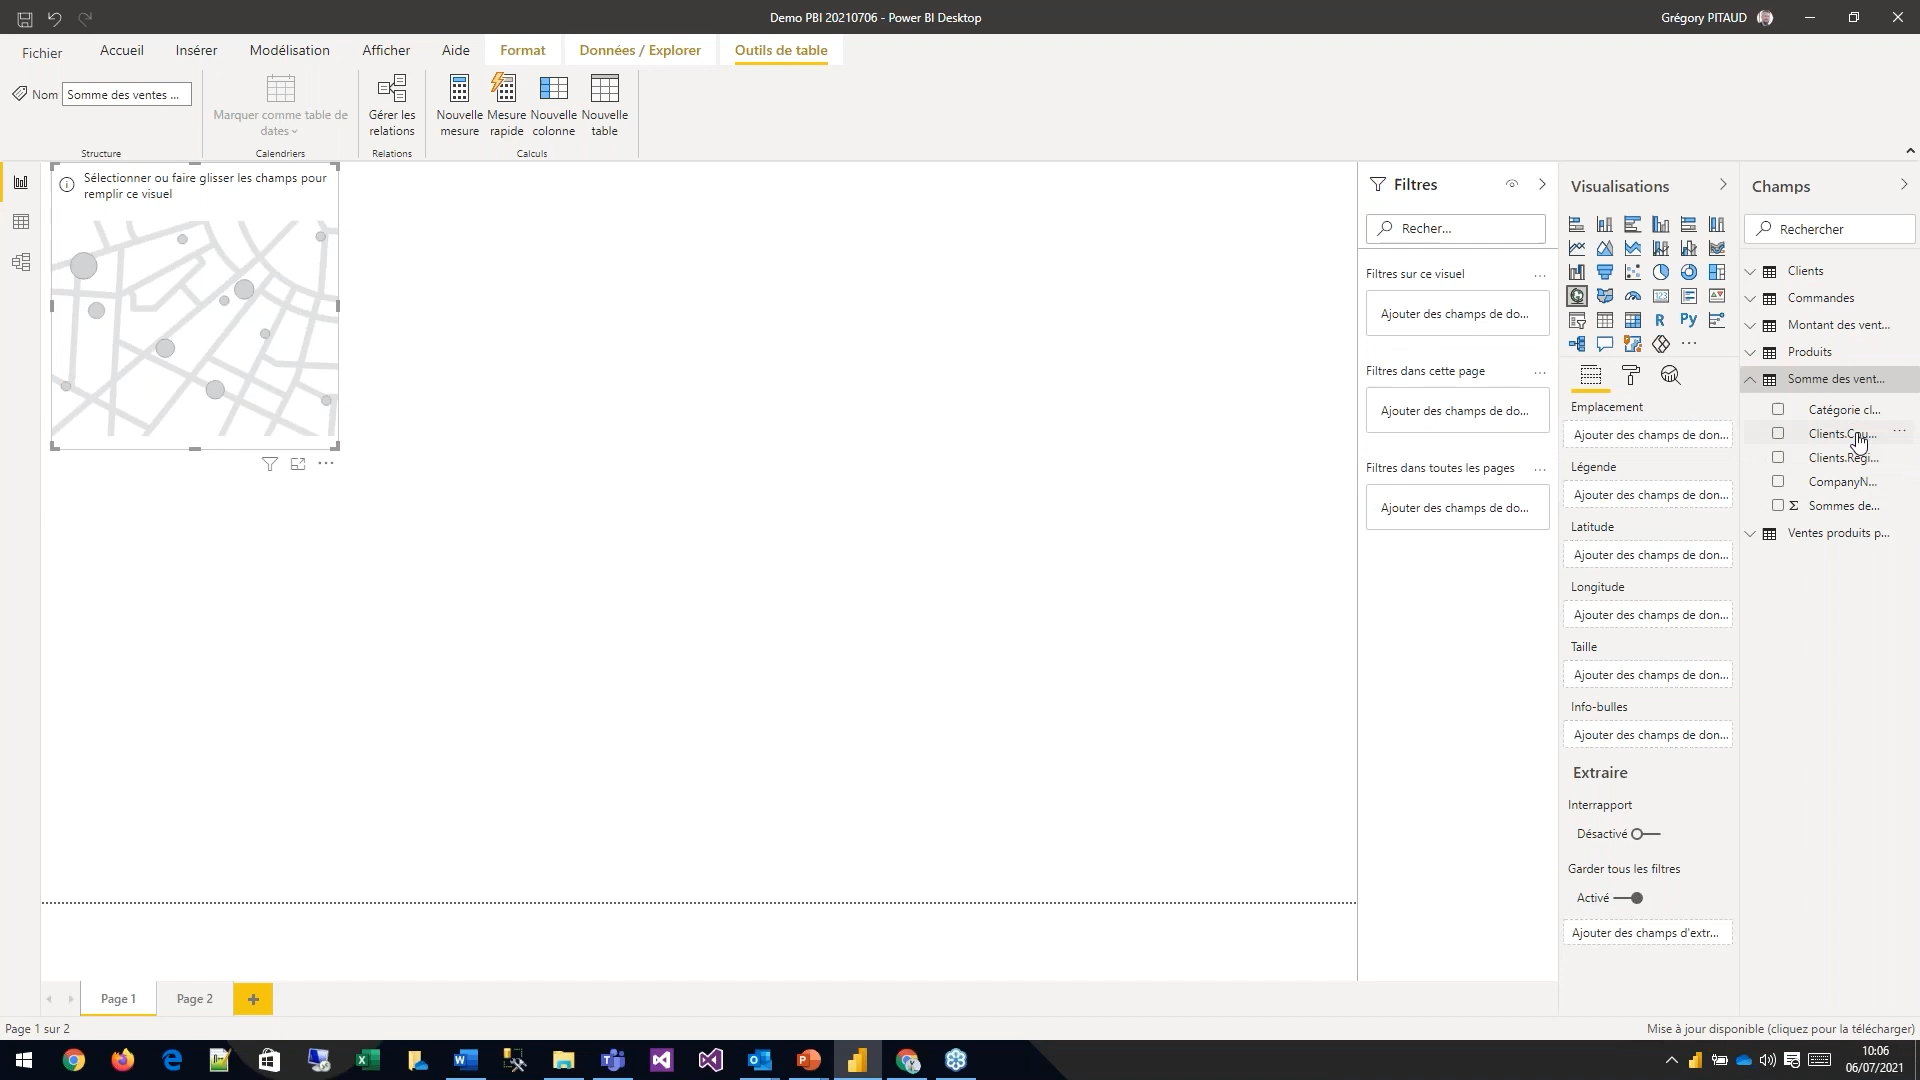 Demo PBI 20210706 - Power BI Desktop
Grégory PITAUD
Fichier
Accueil
Insérer
Modélisation
Afficher
Aide
Format
Données / Explorer
Outils de table
Nom
Somme des ventes ...
Structure
Marquer comme table de
dates
Calendriers
Gérer les
relations
Relations
Nouvelle
mesure
Mesure
rapide
Nouvelle
colonne
Nouvelle
table
Calculs
Sélectionner ou faire glisser les champs pour
remplir ce visuel
Filtres
Recher...
Filtres sur ce visuel
...
Ajouter des champs de do...
Filtres dans cette page
...
Ajouter des champs de do...
Filtres dans toutes les pages
...
Ajouter des champs de do...
Visualisations
123
R
Py
...
Emplacement
Ajouter des champs de don...
Légende
Ajouter des champs de don...
Latitude
Ajouter des champs de don...
Longitude
Ajouter des champs de don...
Taille
Ajouter des champs de don...
Info-bulles
Ajouter des champs de don...
Extraire
Interrapport
Désactivé
Garder tous les filtres
Activé
Ajouter des champs d'extr...
Champs
Rechercher
Clients
Commandes
Montant des vent...
Produits
Somme des vent...
Catégorie cl...
Clients.Cou...
...
Clients.Regi...
CompanyN...
Σ Sommes de...
Ventes produits p...
Page 1
Page 2
+
Page 1 sur 2
Mise à jour disponible (cliquez pour la télécharger)
10:06
06/07/2021